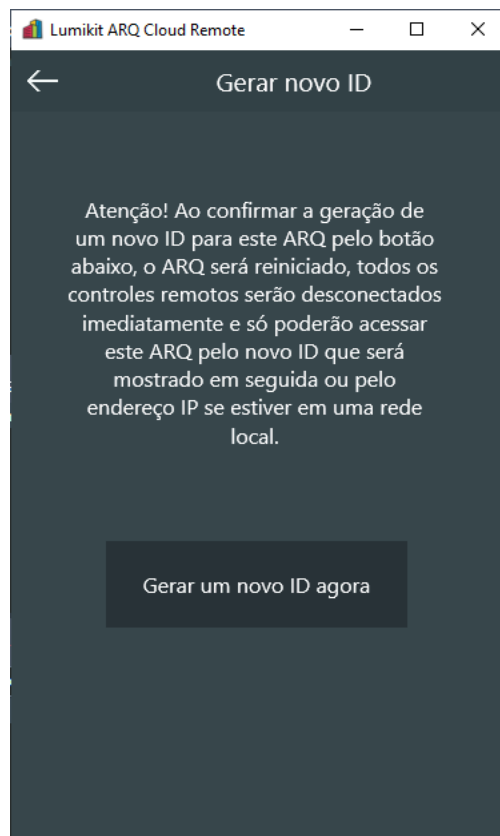 Lumikit ARQ Cloud Remote
Gerar novo ID
Atenção! Ao confirmar a geração de
um novo ID para este ARQ pelo botão
abaixo, o ARQ será reiniciado, todos os
controles remotos serão desconectados
imediatamente e só poderão acessar
este ARQ pelo novo ID que será
mostrado em seguida ou pelo
endereço IP se estiver em uma rede
local.
Gerar um novo ID agora